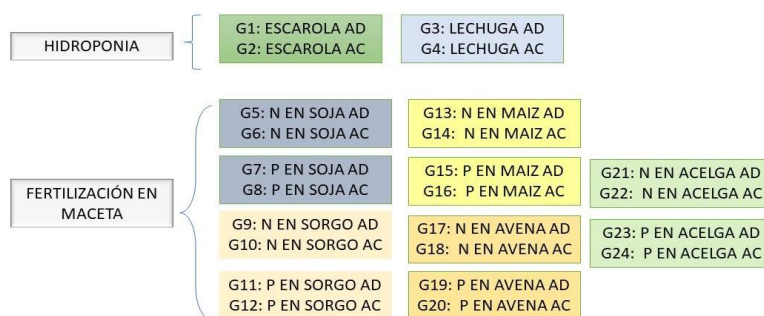 HIDROPONIA
G1: ESCAROLA AD
G2: ESCAROLA AC
G3: LECHUGA AD
G4: LECHUGA AC
FERTILIZACIÓN EN
MACETA
G5: N EN SOJA AD
G6: N EN SOJA AC
G7: P EN SOJA AD
G8: P EN SOJA AC
G9: N EN SORGO AD
G10: N EN SORGO AC
G11: P EN SORGO AD
G12: P EN SORGO AC
G13: N EN MAIZ AD
G14: N EN MAIZ AC
G15: P EN MAIZ AD
G16: P EN MAIZ AC
G17: N EN AVENA AD
G18: N EN AVENA AC
G19: P EN AVENA AD
G20: P EN AVENA AC
G21: N EN ACELGA AD
G22: N EN ACELGA AC
G23: P EN ACELGA AD
G24: P EN ACELGA AC